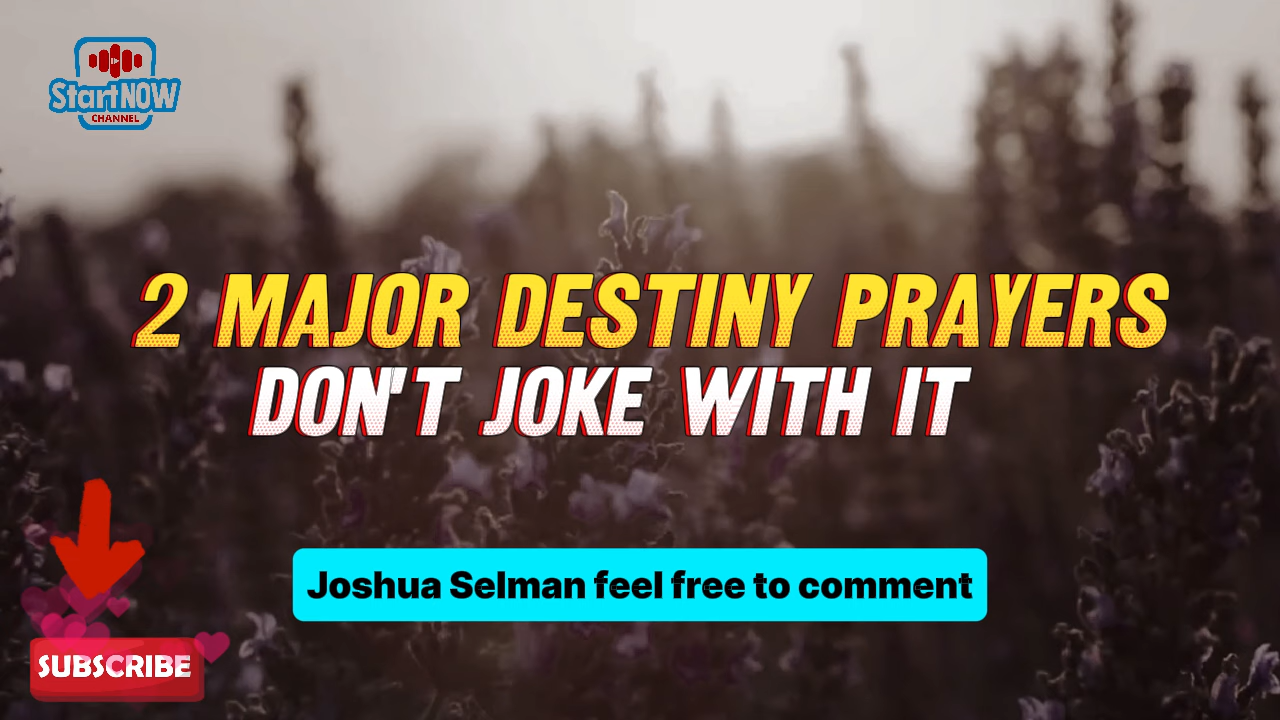 StartNOW
CHANNEL
2 MAJOR DESTINY PRAYERS
DON'T JOKE WITH IT
Joshua Selman feel free to comment
SUBSCRIBE